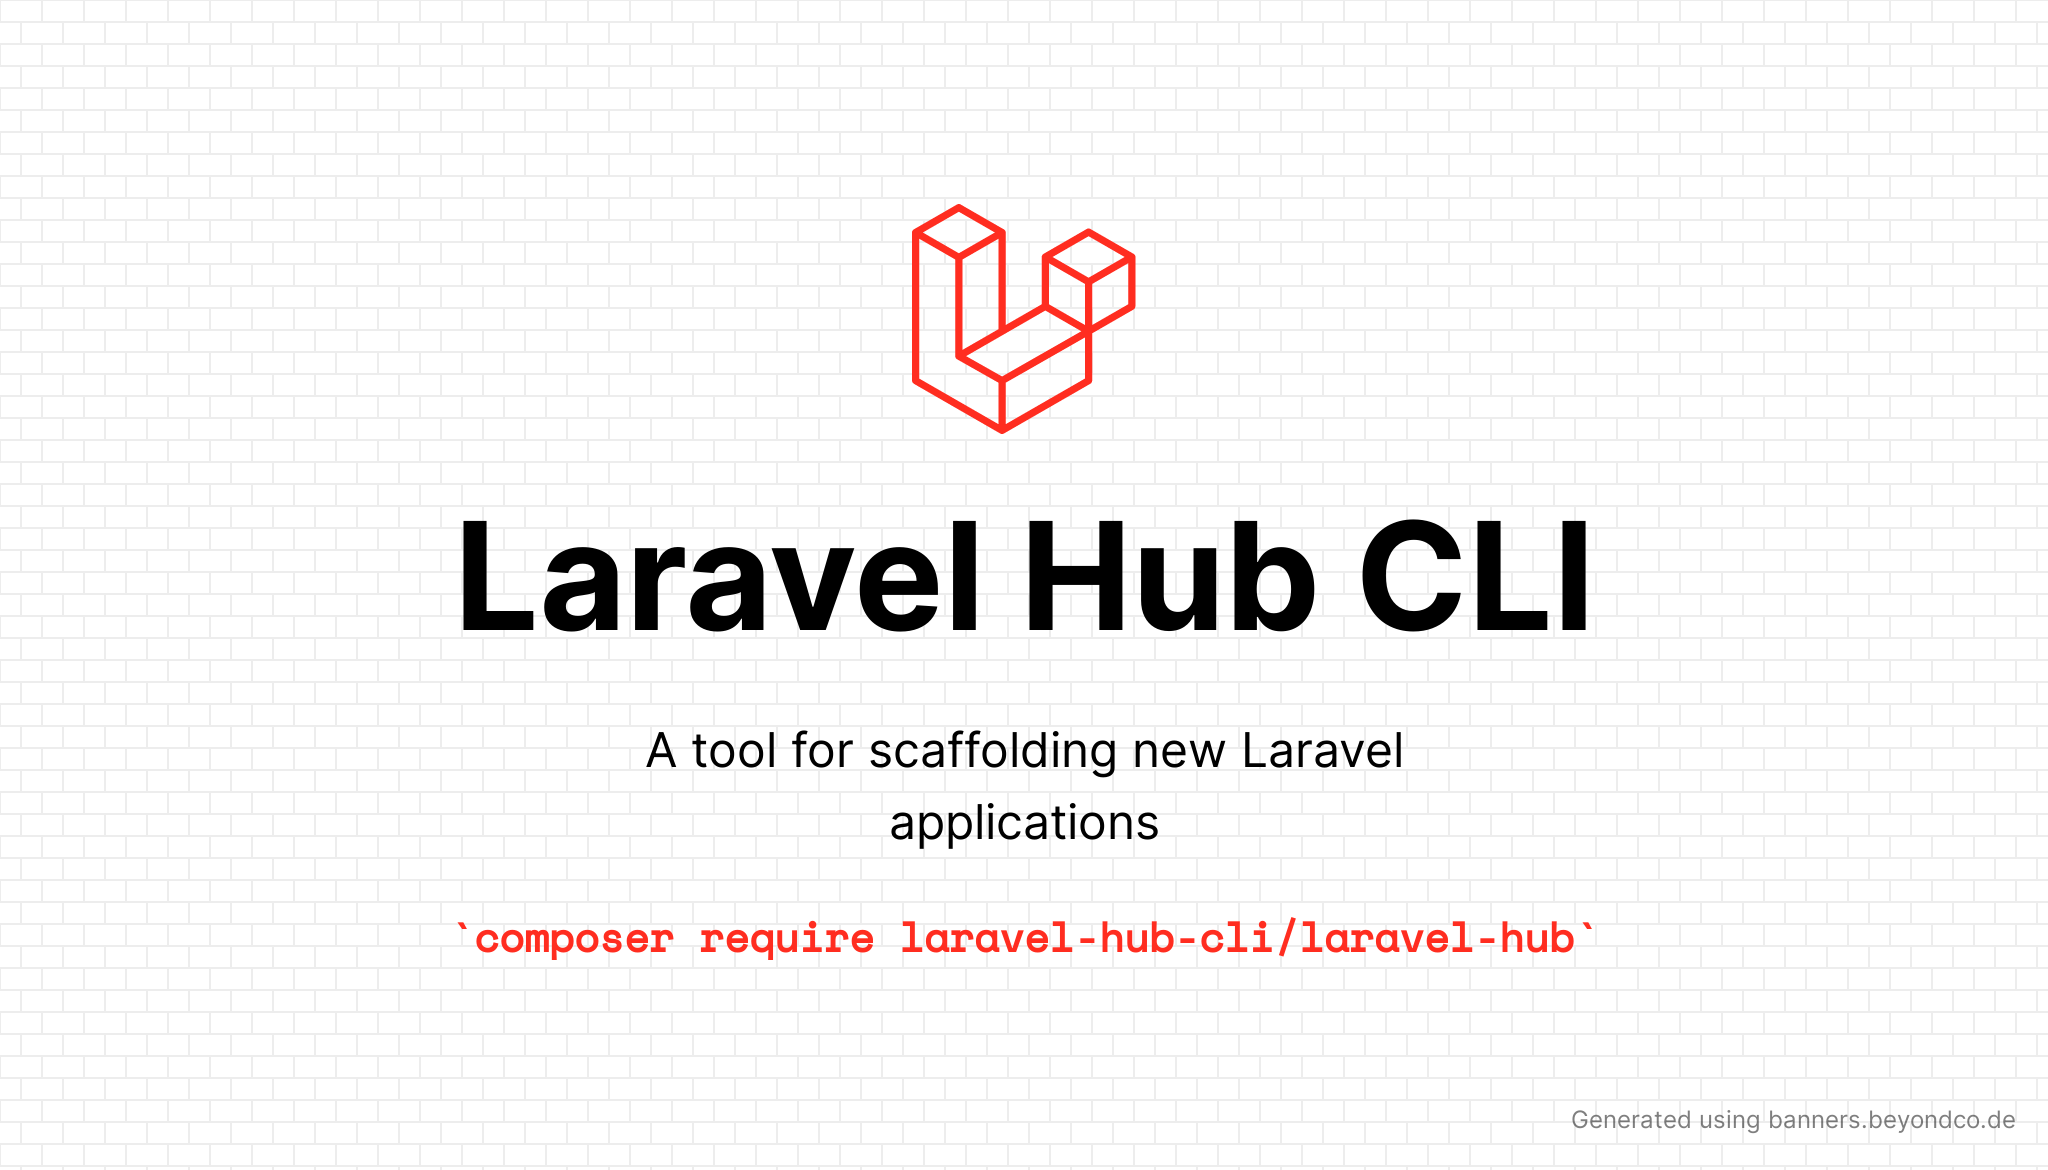 Laravel Hub CLI
A tool for scaffolding new Laravel
applications
`composer require laravel-hub-cli/laravel-hub`
Generated using banners.beyondco.de